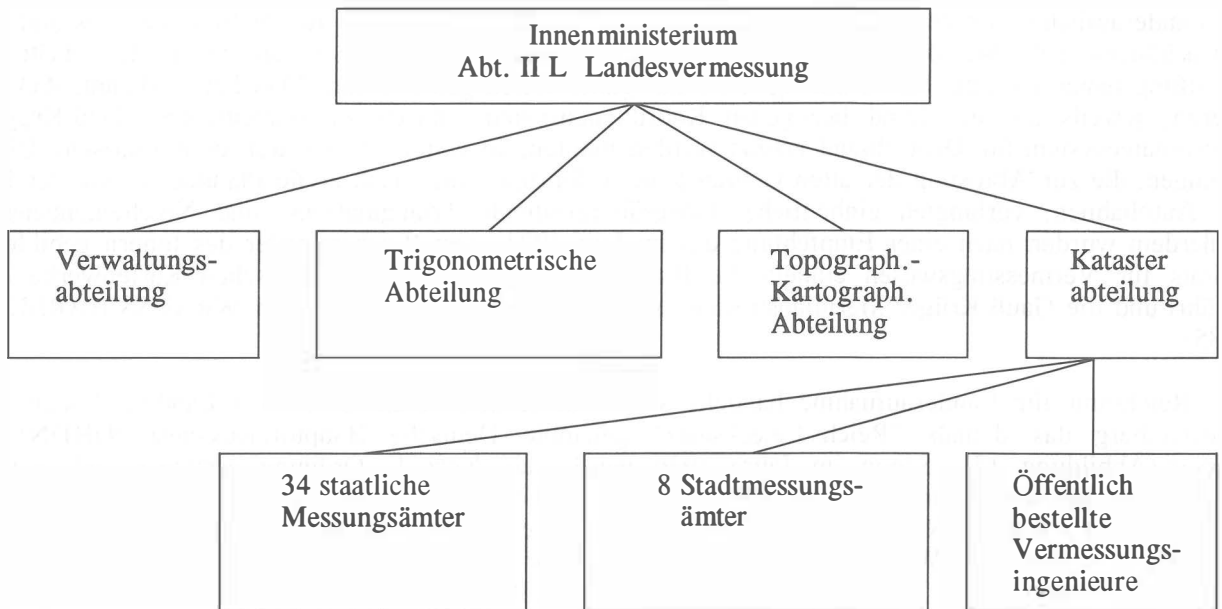 Innenministerium
Abt. II L Landesvermessung
Verwaltungs-
abteilung
Trigonometrische
Abteilung
Topograph.-
Kartograph.
Abteilung
Kataster
abteilung
34 staatliche
Messungsämter
8 Stadtmessungs-
ämter
Öffentlich
bestellte
Vermessungs-
ingenieure